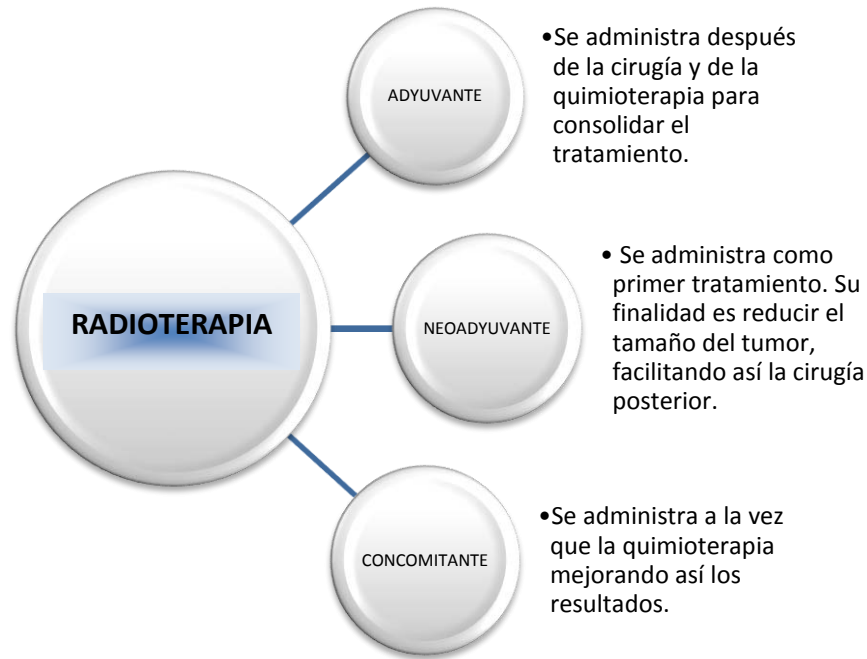 RADIOTERAPIA
ADYUVANTE
•Se administra después
de la cirugía y de la
quimioterapia para
consolidar el
tratamiento.
NEOADYUVANTE
• Se administra como
primer tratamiento. Su
finalidad es reducir el
tamaño del tumor,
facilitando así la cirugía
posterior.
CONCOMITANTE
•Se administra a la vez
que la quimioterapia
mejorando así los
resultados.